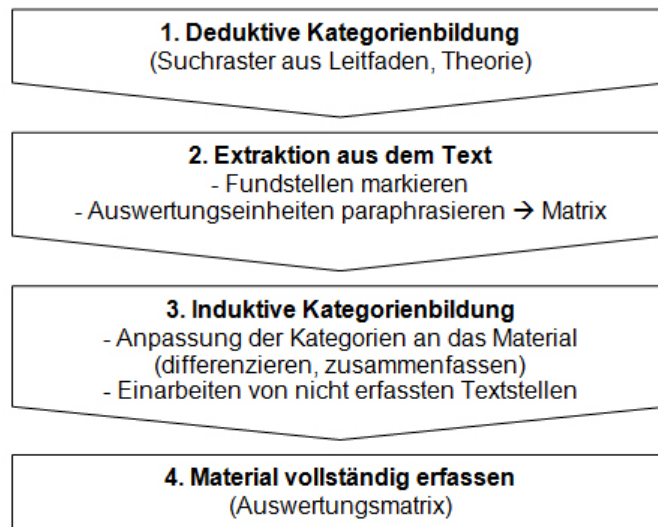 1. Deduktive Kategorienbildung
(Suchraster aus Leitfaden, Theorie)
2. Extraktion aus dem Text
- Fundstellen markieren
- Auswertungseinheiten paraphrasieren → Matrix
3. Induktive Kategorienbildung
- Anpassung der Kategorien an das Material
(differenzieren, zusammenfassen)
- Einarbeiten von nicht erfassten Textstellen
4. Material vollständig erfassen
(Auswertungsmatrix)